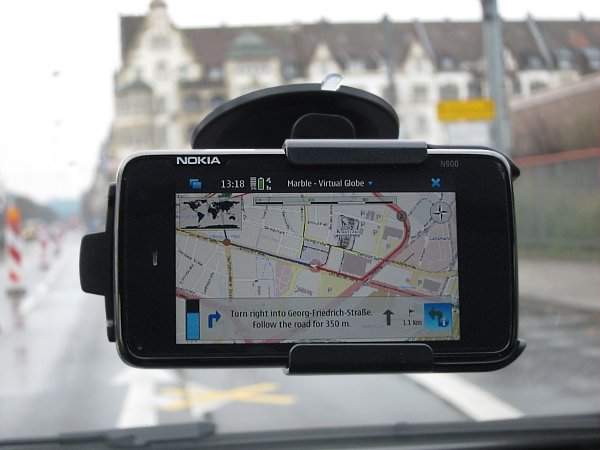 NOKIA
N900
13:18
Marble - Virtual Globe
Turn right into Georg-Friedrich-Straße.
Follow the road for 350 m.
1.1 km